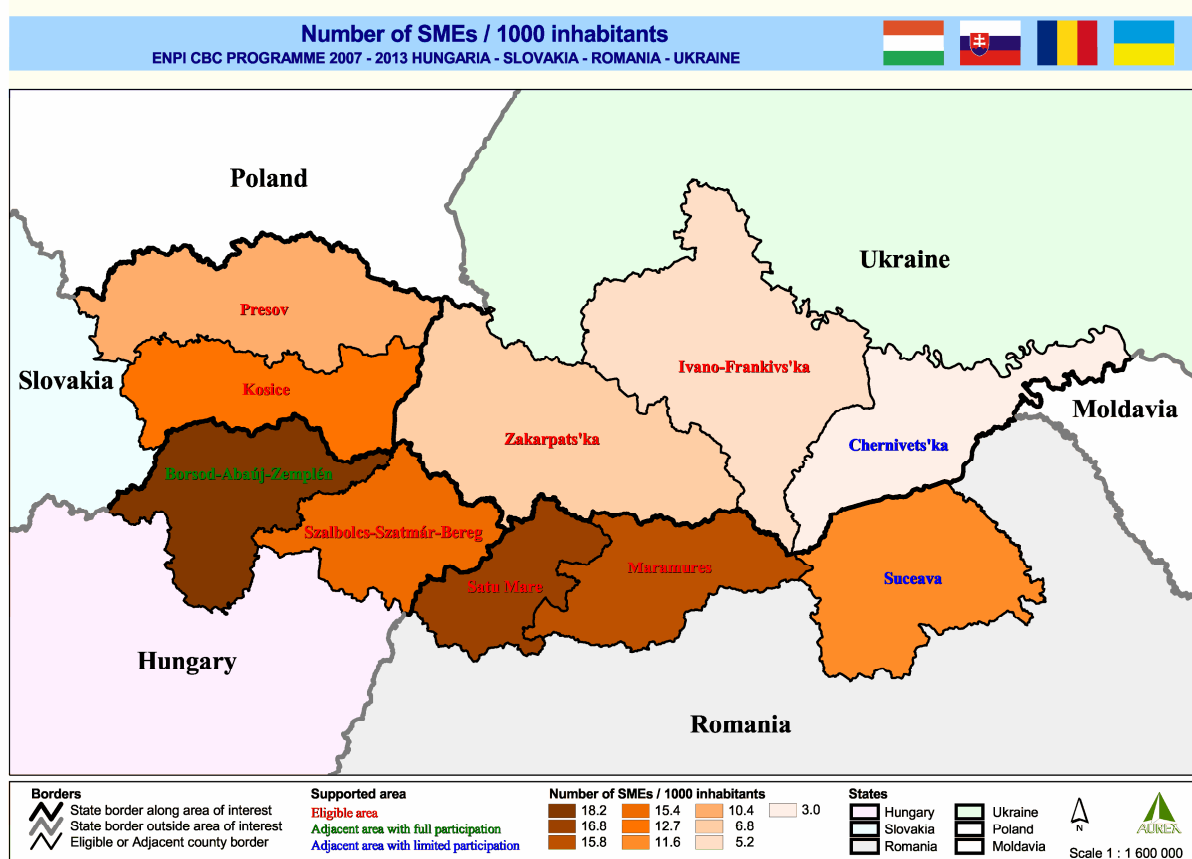 Number of SMEs / 1000 inhabitants
ENPI CBC PROGRAMME 2007 - 2013 HUNGARIA - SLOVAKIA - ROMANIA - UKRAINE
Poland
Ukraine
Presov
Ivano-Frankivs'ka
Slovakia
Kosice
Moldavia
Zakarpats'ka
Chernivets'ka
Borsod-Abaúj-Zemplén
Szalbolcs-Szatmár-Bereg
Maramures
Suceava
Satu Mare
Hungary
Romania
Borders
State border along area of interest
State border outside area of interest
Eligible or Adjacent county border
Supported area
Eligible area
Adjacent area with full participation
Adjacent area with limited participation
Number of SMEs / 1000 inhabitants
18.2 15.4 10.4 3.0
16.8 12.7 6.8
15.8 11.6 5.2
States
Hungary Ukraine
Slovakia Poland
Romania Moldavia
N
Scale 1 : 1 600 000